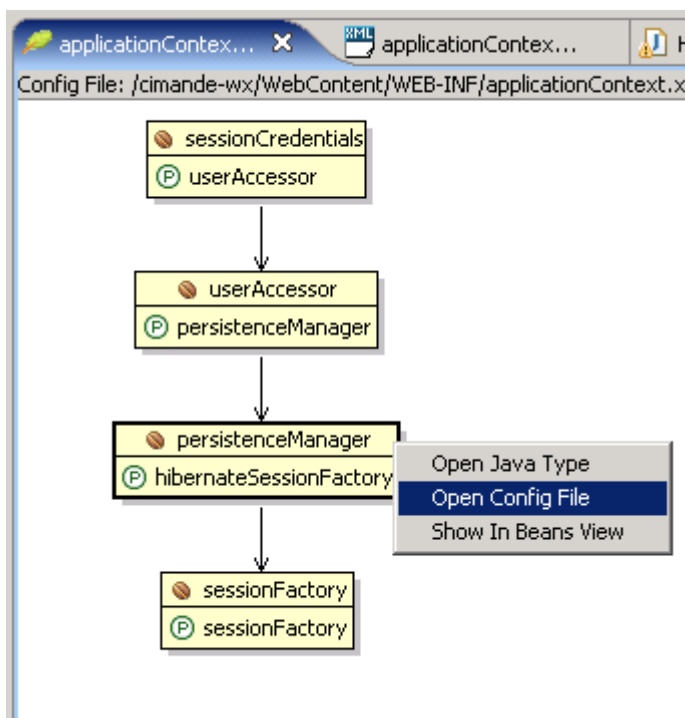 applicationContex... XML applicationContex... J H
Config File: /cimande-wx/WebContent/WEB-INF/applicationContext.x
sessionCredentials
P userAccessor
userAccessor
P persistenceManager
persistenceManager
P hibernateSessionFactory
Open Java Type
Open Config File
Show In Beans View
sessionFactory
P sessionFactory